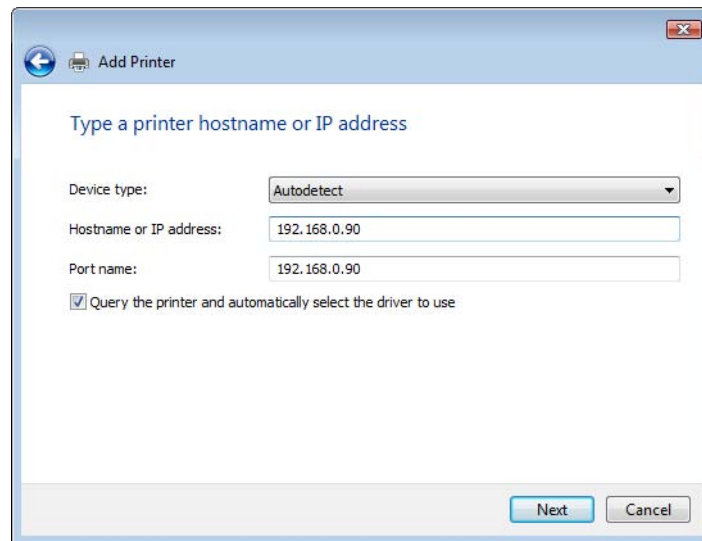 Add Printer
Type a printer hostname or IP address
Device type: Autodetect
Hostname or IP address: 192.168.0.90
Port name: 192.168.0.90
Query the printer and automatically select the driver to use
Next Cancel